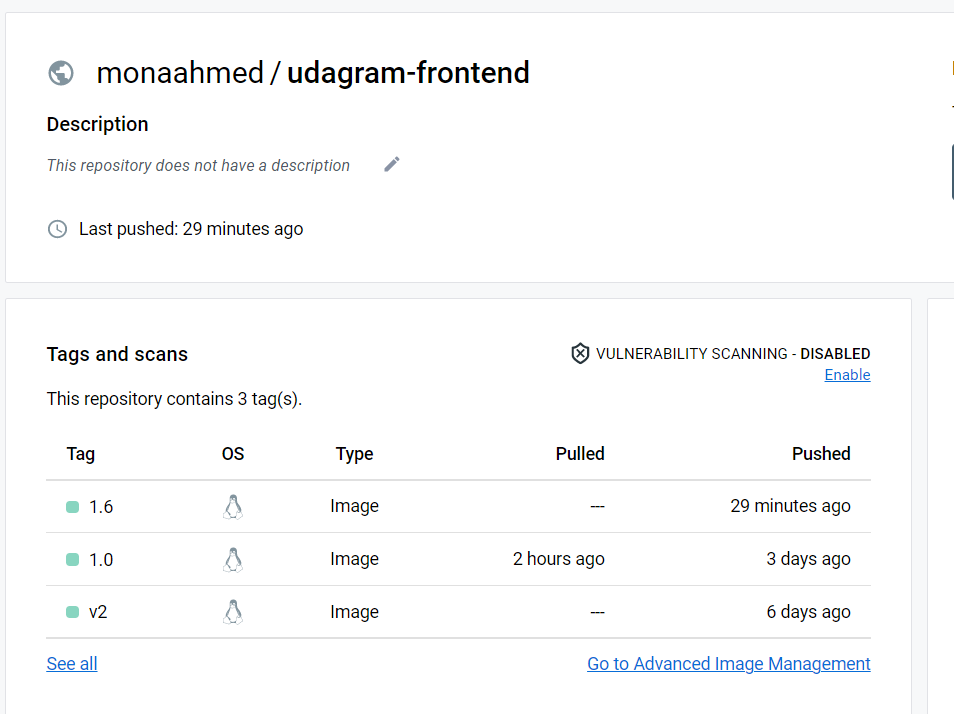 monaahmed / udagram-frontend
Description
This repository does not have a description
Last pushed: 29 minutes ago
Tags and scans
VULNERABILITY SCANNING - DISABLED
Enable
This repository contains 3 tag(s).
Tag OS Type Pulled Pushed
1.6 Image --- 29 minutes ago
1.0 Image 2 hours ago 3 days ago
v2 Image --- 6 days ago
See all Go to Advanced Image Management